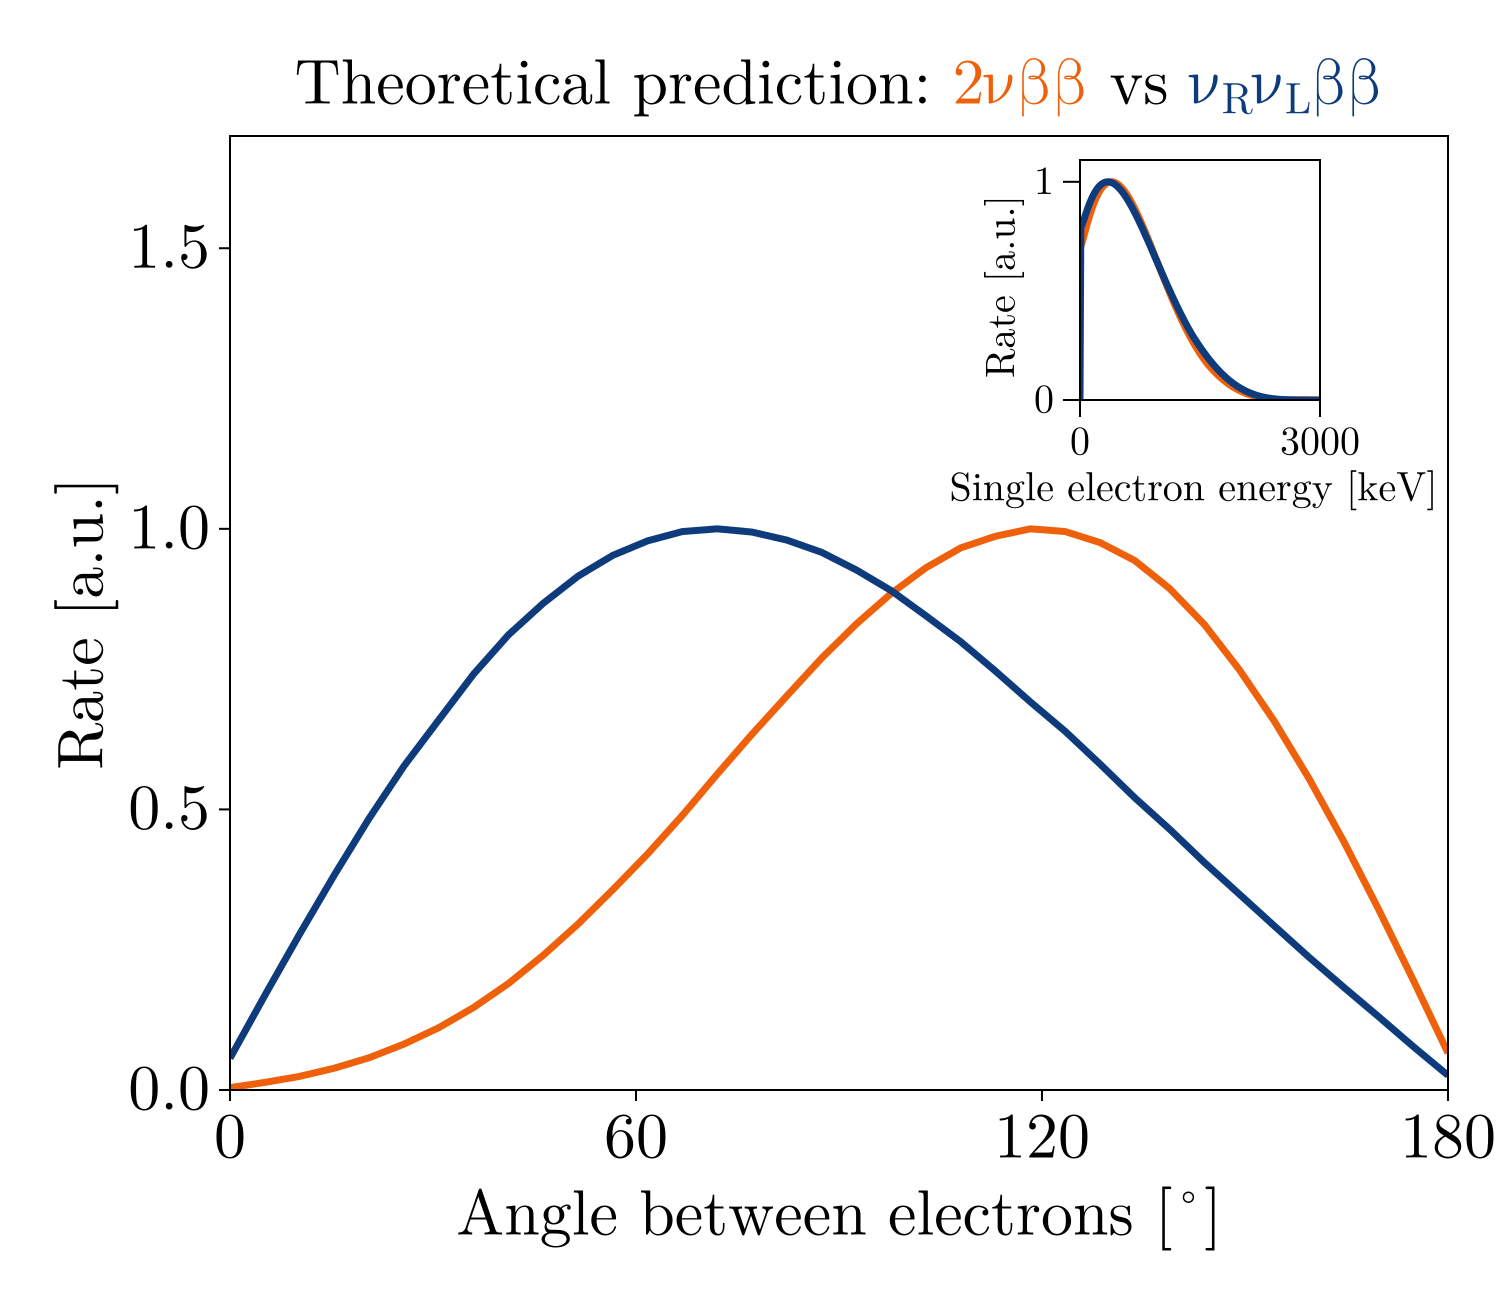 Theoretical prediction: 2νββ vs ν_Rν_Lββ
Rate [a.u.]
1.5
1.0
0.5
0.0
0
60
120
180
Angle between electrons [°]
Rate [a.u.]
1
0
0
3000
Single electron energy [keV]